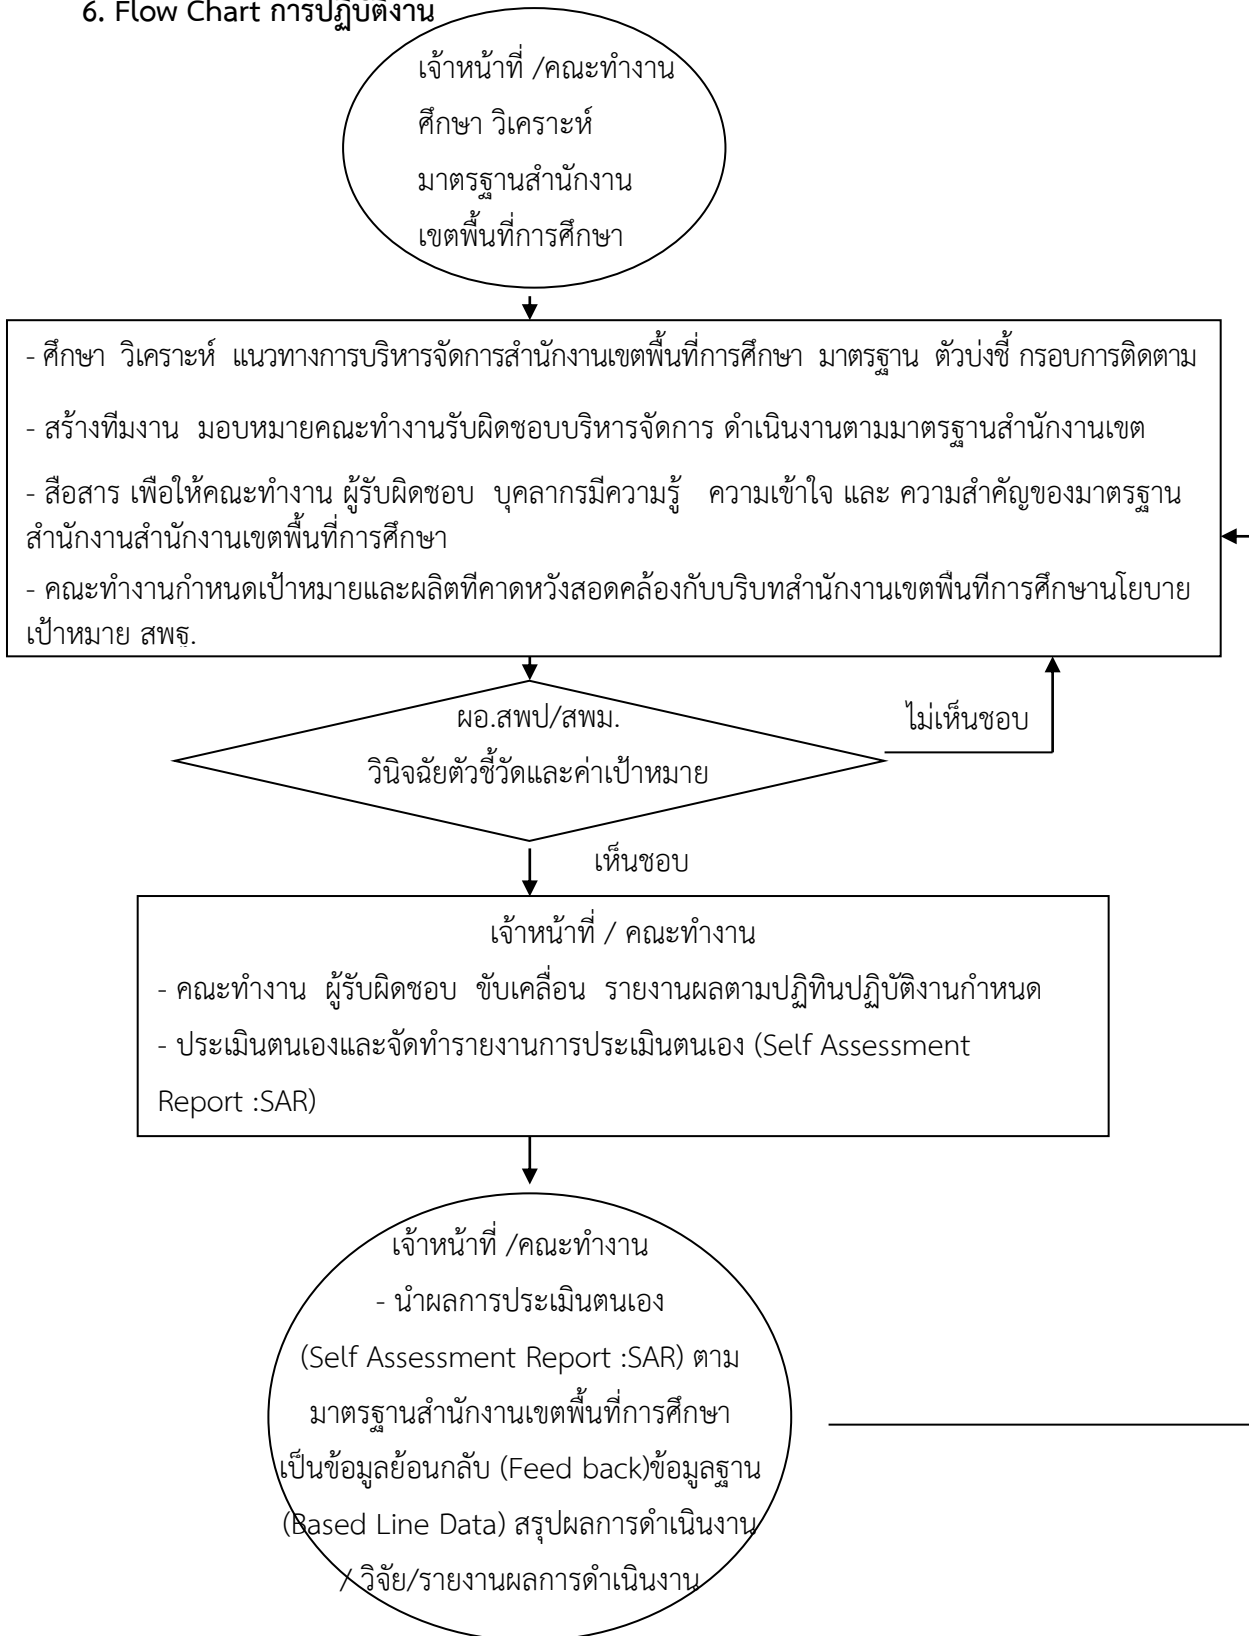 6. Flow Chart การปฏิบัติงาน
เจ้าหน้าที่ /คณะทำงาน
ศึกษา วิเคราะห์
มาตรฐานสำนักงาน
เขตพื้นที่การศึกษา
- ศึกษา วิเคราะห์ แนวทางการบริหารจัดการสำนักงานเขตพื้นที่การศึกษา มาตรฐาน ตัวบ่งชี้ กรอบการติดตาม
- สร้างทีมงาน มอบหมายคณะทำงานรับผิดชอบบริหารจัดการ ดำเนินงานตามมาตรฐานสำนักงานเขต
- สื่อสาร เพื่อให้คณะทำงาน ผู้รับผิดชอบ บุคลากรมีความรู้ ความเข้าใจ และ ความสำคัญของมาตรฐาน
สำนักงานสำนักงานเขตพื้นที่การศึกษา
- คณะทำงานกำหนดเป้าหมายและผลิตที่คาดหวังสอดคล้องกับบริบทสำนักงานเขตพื้นที่การศึกษานโยบาย
เป้าหมาย สพฐ.
ผอ.สพป/สพม.
วินิจฉัยตัวชี้วัดและค่าเป้าหมาย
ไม่เห็นชอบ
เห็นชอบ
เจ้าหน้าที่ / คณะทำงาน
- คณะทำงาน ผู้รับผิดชอบ ขับเคลื่อน รายงานผลตามปฏิทินปฏิบัติงานกำหนด
- ประเมินตนเองและจัดทำรายงานการประเมินตนเอง (Self Assessment
Report :SAR)
เจ้าหน้าที่ /คณะทำงาน
- นำผลการประเมินตนเอง
(Self Assessment Report :SAR) ตาม
มาตรฐานสำนักงานเขตพื้นที่การศึกษา
เป็นข้อมูลย้อนกลับ (Feed back)ข้อมูลฐาน
(Based Line Data) สรุปผลการดำเนินงาน
/ วิจัย/รายงานผลการดำเนินงาน